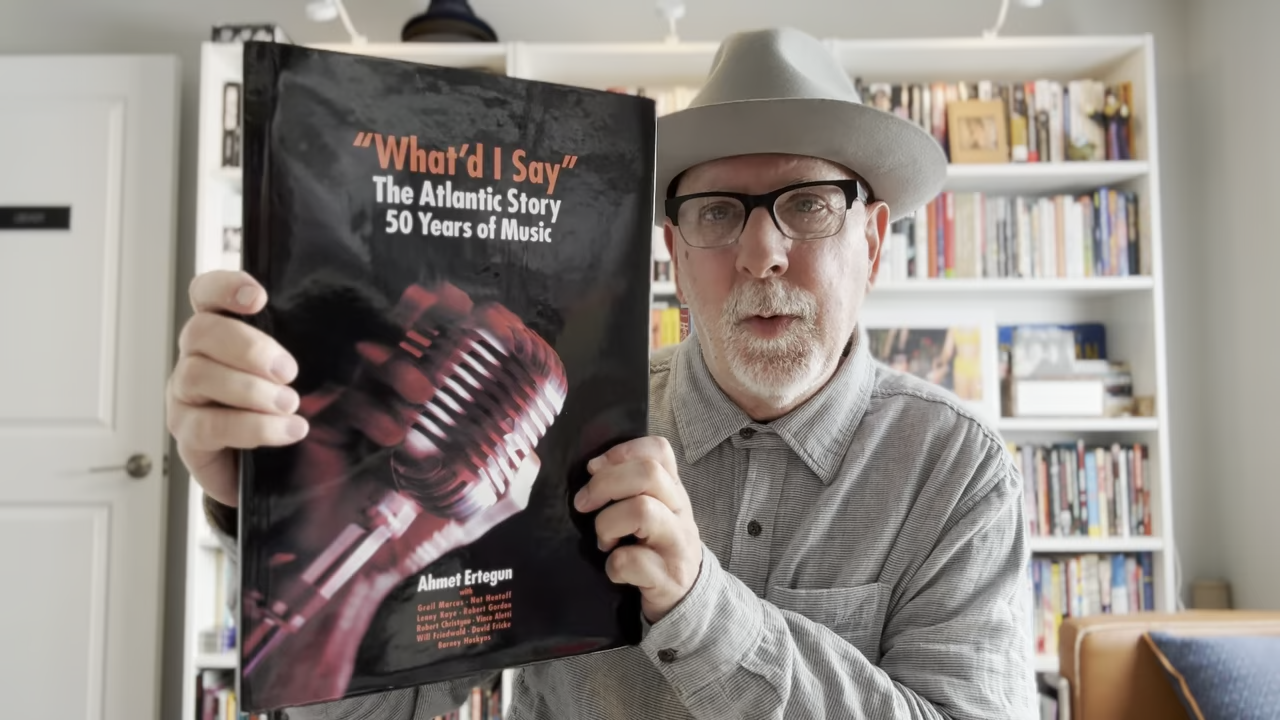 “What’d I Say”
The Atlantic Story
50 Years of Music
Ahmet Ertegun
with
Greil Marcus · Nat Hentoff
Lenny Kaye · Robert Gordon
Robert Christgau · Vince Aletti
Will Friedwald · David Fricke
Barney Hoskyns